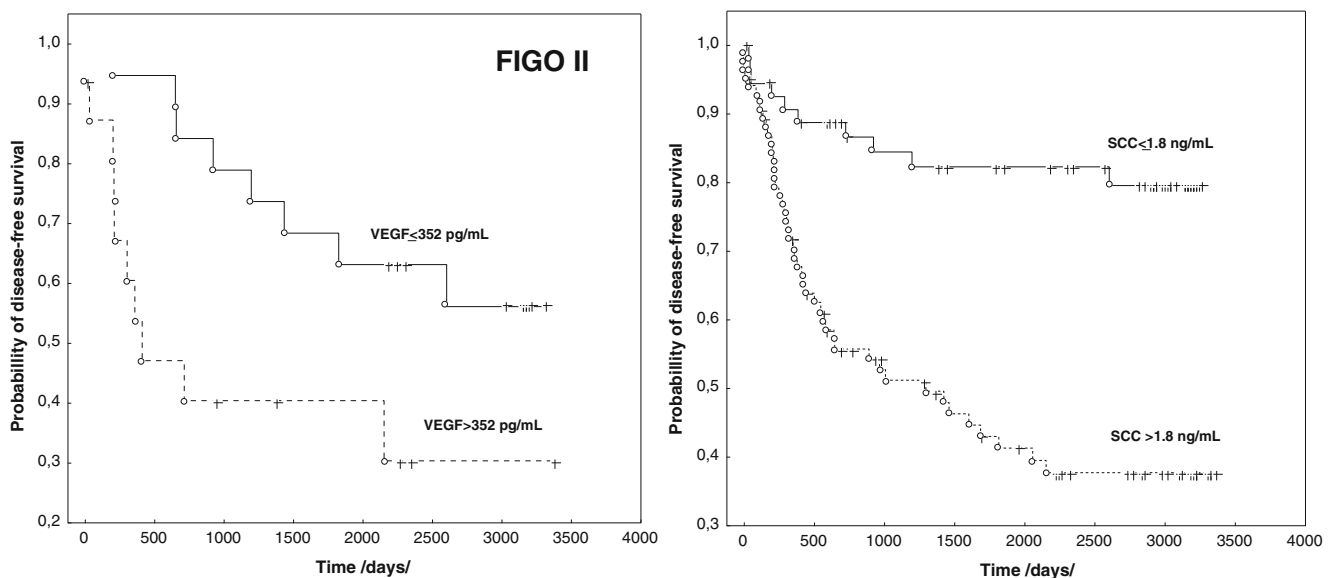 FIGO II
Probabillity of disease-free survival
1,0
0,9
0,8
0,7
0,6
0,5
0,4
0,3
0,2
VEGF≤352 pg/mL
VEGF>352 pg/mL
0 500 1000 1500 2000 2500 3000 3500 4000
Time /days/
Probabillity of disease-free survival
1,0
0,9
0,8
0,7
0,6
0,5
0,4
0,3
SCC≤1.8 ng/mL
SCC >1.8 ng/mL
0 500 1000 1500 2000 2500 3000 3500 4000
Time /days/